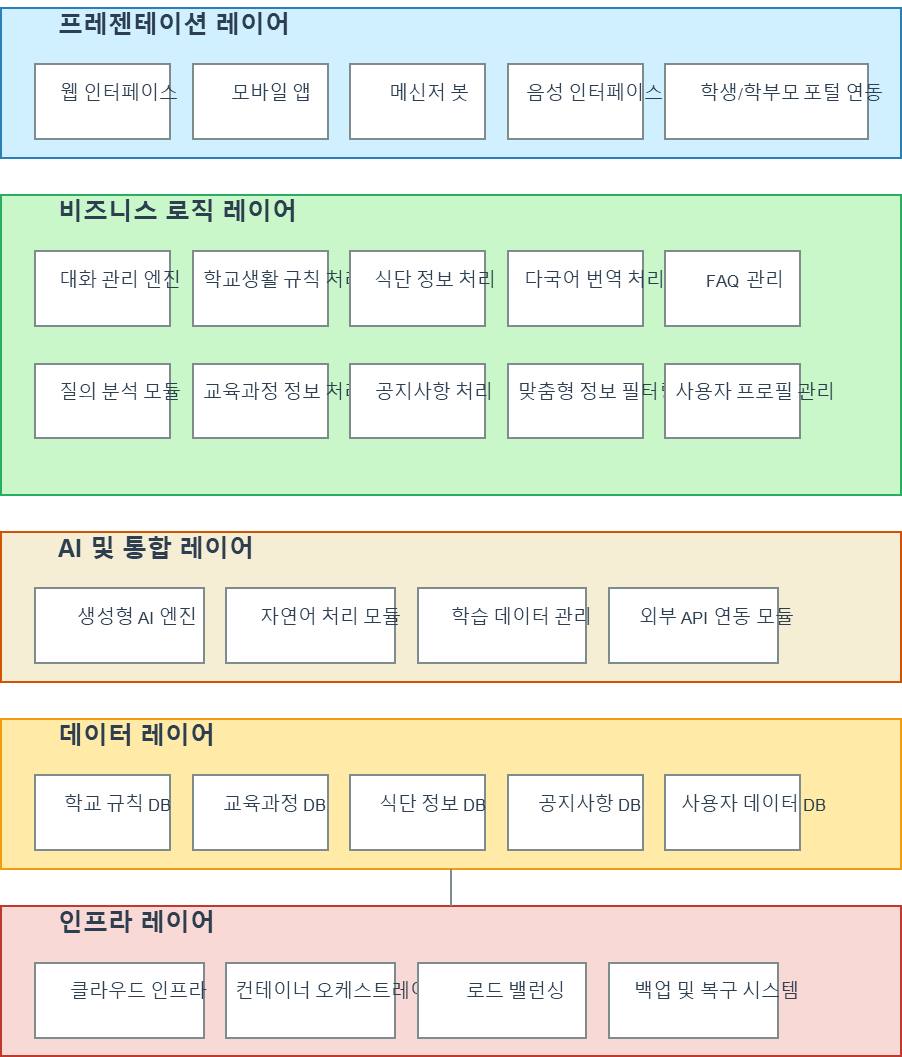 프레젠테이션 레이어
웹 인터페이스
모바일 앱
메신저 봇
음성 인터페이스
학생/학부모 포털 연동
비즈니스 로직 레이어
대화 관리 엔진
학교생활 규칙 처리
식단 정보 처리
다국어 번역 처리
FAQ 관리
질의 분석 모듈
교육과정 정보 처리
공지사항 처리
맞춤형 정보 필터링
사용자 프로필 관리
AI 및 통합 레이어
생성형 AI 엔진
자연어 처리 모듈
학습 데이터 관리
외부 API 연동 모듈
데이터 레이어
학교 규칙 DB
교육과정 DB
식단 정보 DB
공지사항 DB
사용자 데이터 DB
인프라 레이어
클라우드 인프라
컨테이너
로드 밸런싱
백업 및 복구 시스템